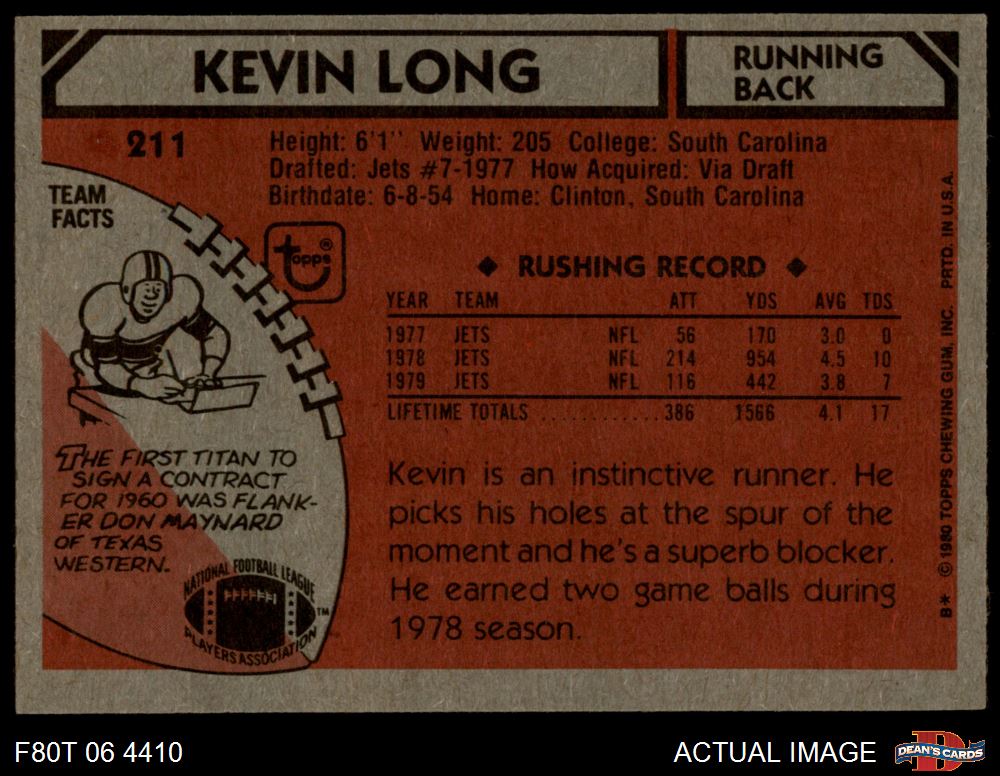 KEVIN LONG
RUNNING
BACK
211
Height: 6'1'' Weight: 205 College: South Carolina
Drafted: Jets #7-1977 How Acquired: Via Draft
Birthdate: 6-8-54 Home: Clinton, South Carolina
TEAM
FACTS
topps®
◆ RUSHING RECORD ◆
YEAR TEAM ATT YDS AVG TDS
1977 JETS NFL 56 170 3.0 0
1978 JETS NFL 214 954 4.5 10
1979 JETS NFL 116 442 3.8 7
LIFETIME TOTALS .......... 386 1566 4.1 17
THE FIRST TITAN TO
SIGN A CONTRACT
FOR 1960 WAS FLANK-
ER DON MAYNARD
OF TEXAS
WESTERN.
NATIONAL FOOTBALL LEAGUE
PLAYERS ASSOCIATION
TM
Kevin is an instinctive runner. He
picks his holes at the spur of the
moment and he's a superb blocker.
He earned two game balls during
1978 season.
B* © 1980 TOPPS CHEWING GUM, INC. PRTD. IN U.S.A.
F80T 06 4410
ACTUAL IMAGE
D
DEAN'S CARDS